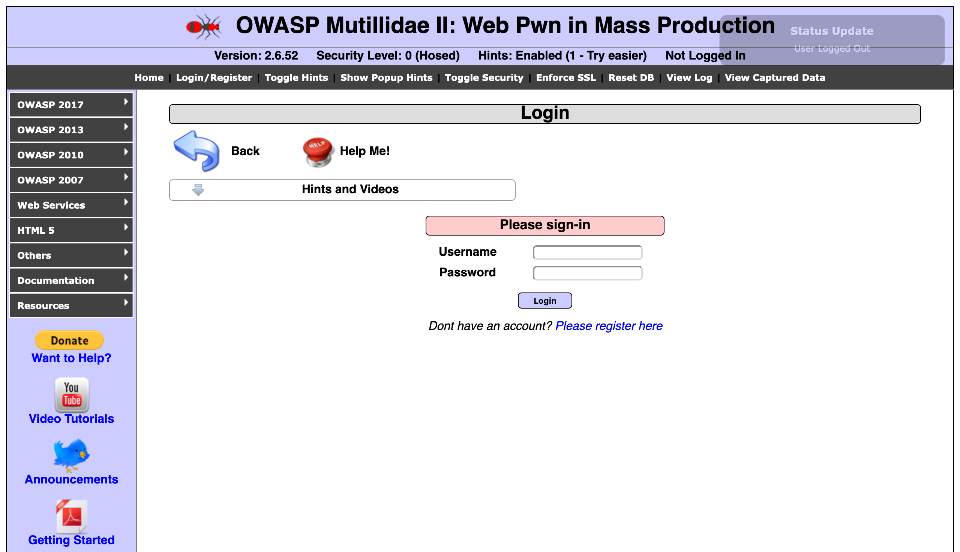 OWASP Mutillidae II: Web Pwn in Mass Production
Status Update
User Logged Out
Version: 2.6.52 Security Level: 0 (Hosed) Hints: Enabled (1 - Try easier) Not Logged In
Home | Login/Register | Toggle Hints | Show Popup Hints | Toggle Security | Enforce SSL | Reset DB | View Log | View Captured Data
OWASP 2017
OWASP 2013
OWASP 2010
OWASP 2007
Web Services
HTML 5
Others
Documentation
Resources
Donate
Want to Help?
You
Tube
Video Tutorials
Announcements
Getting Started
Login
Back
HELP
Help Me!
Hints and Videos
Please sign-in
Username
Password
Login
Dont have an account? Please register here